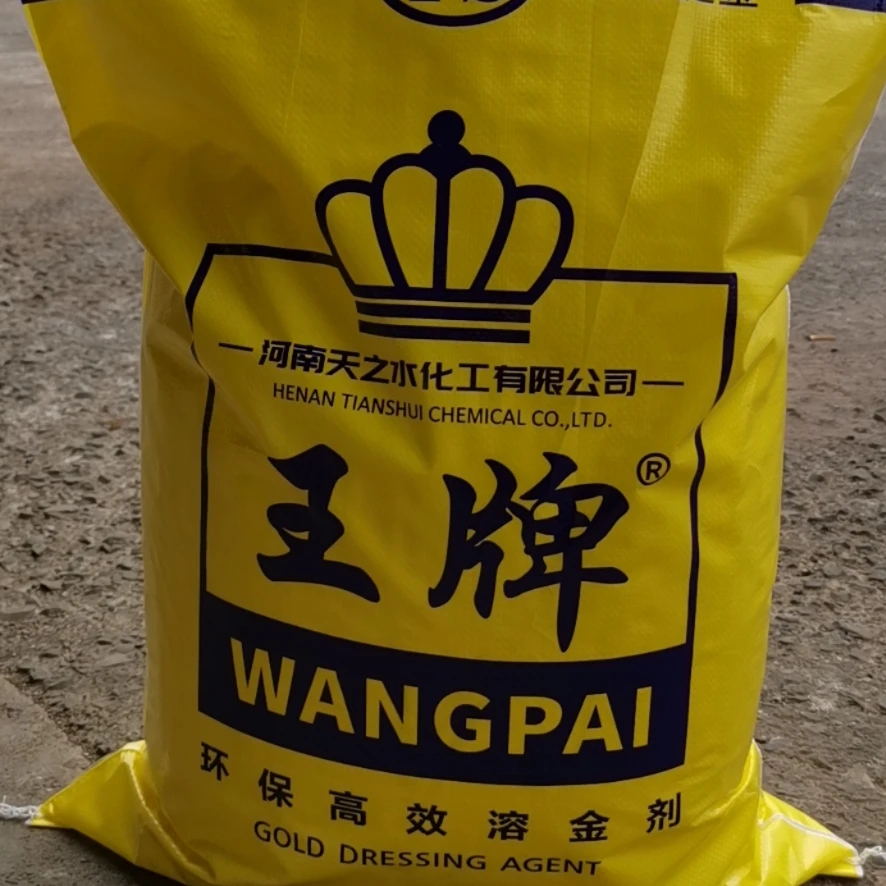 河南天之水化工有限公司
HENAN TIANSHUI CHEMICAL CO.,LTD.
王牌®
WANGPAI
环保高效溶金剂
GOLD DRESSING AGENT